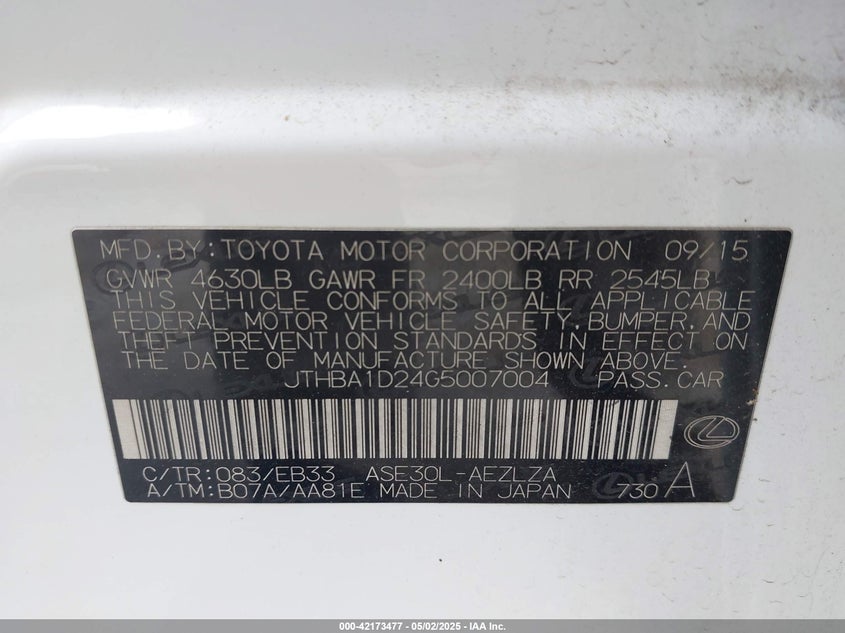 MFD.BY:TOYOTA MOTOR CORPORATION 09/15
GVWR 4630LB GAWR FR 2400LB RR 2545LB
THIS VEHICLE CONFORMS TO ALL APPLICABLE
FEDERAL MOTOR VEHICLE SAFETY,BUMPER,AND
THEFT PREVENTION STANDARDS IN EFFECT ON
THE DATE OF MANUFACTURE SHOWN ABOVE.
JTHBA1D24G5007004 PASS.CAR
C/TR:083/EB33 ASE30L-AEZLZA
A/TM:B07A/AA81E MADE IN JAPAN 730 A
000-42173477 - 05/02/2025 - IAA Inc.